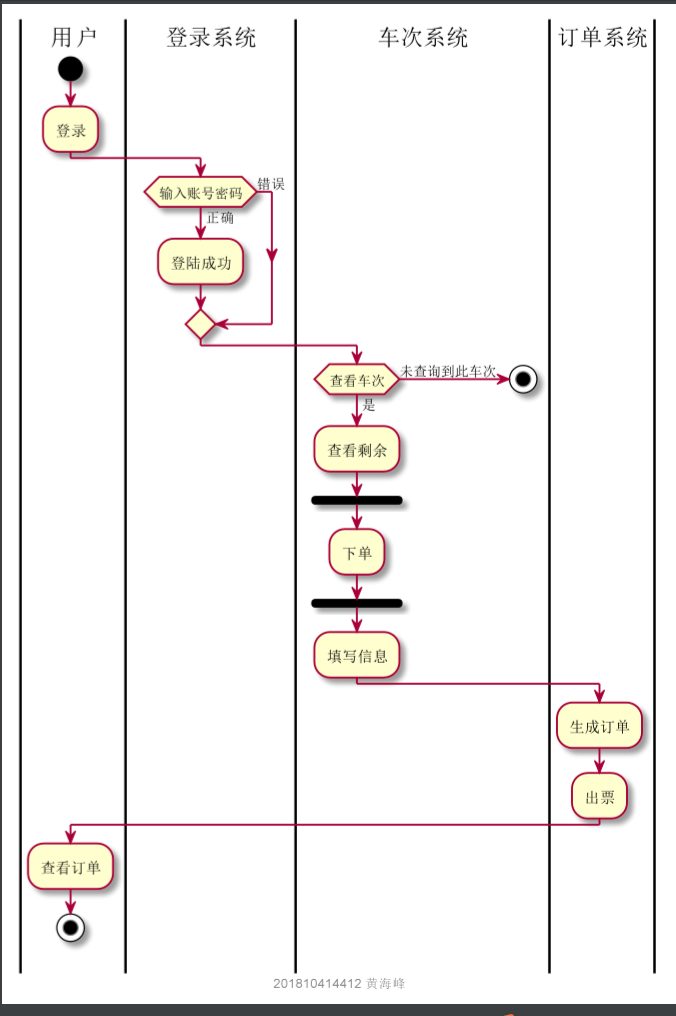 用户
登录系统
车次系统
订单系统
登录
输入账号密码
错误
正确
登陆成功
查看车次
未查询到此车次
是
查看剩余
下单
填写信息
生成订单
出票
查看订单
201810414412 黄海峰